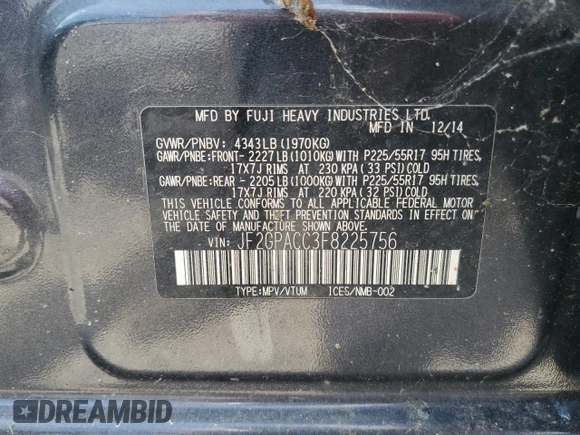 MFD BY FUJI HEAVY INDUSTRIES LTD.
MFD IN 12/14
GVWR/PNBV: 4343LB(1970KG)
GAWR/PNBE:FRONT- 2227LB(1010KG)WITH P225/55R17 95H TIRES,
17X7J RIMS AT 230 KPA (33 PSI)COLD
GAWR/PNBE:REAR - 2205LB(1000KG)WITH P225/55R17 95H TIRES,
17X7J RIMS AT 220 KPA (32 PSI)COLD
THIS VEHICLE CONFORMS TO ALL APPLICABLE FEDERAL MOTOR
VEHICLE SAFETY AND THEFT PREVENTION STANDARDS IN EFFECT ON
THE DATE OF MANUFACTURE SHOWN ABOVE.
VIN: JF2GPACC3F8225756
TYPE:MPV/VTUM ICES/NMB-002
DREAMBID